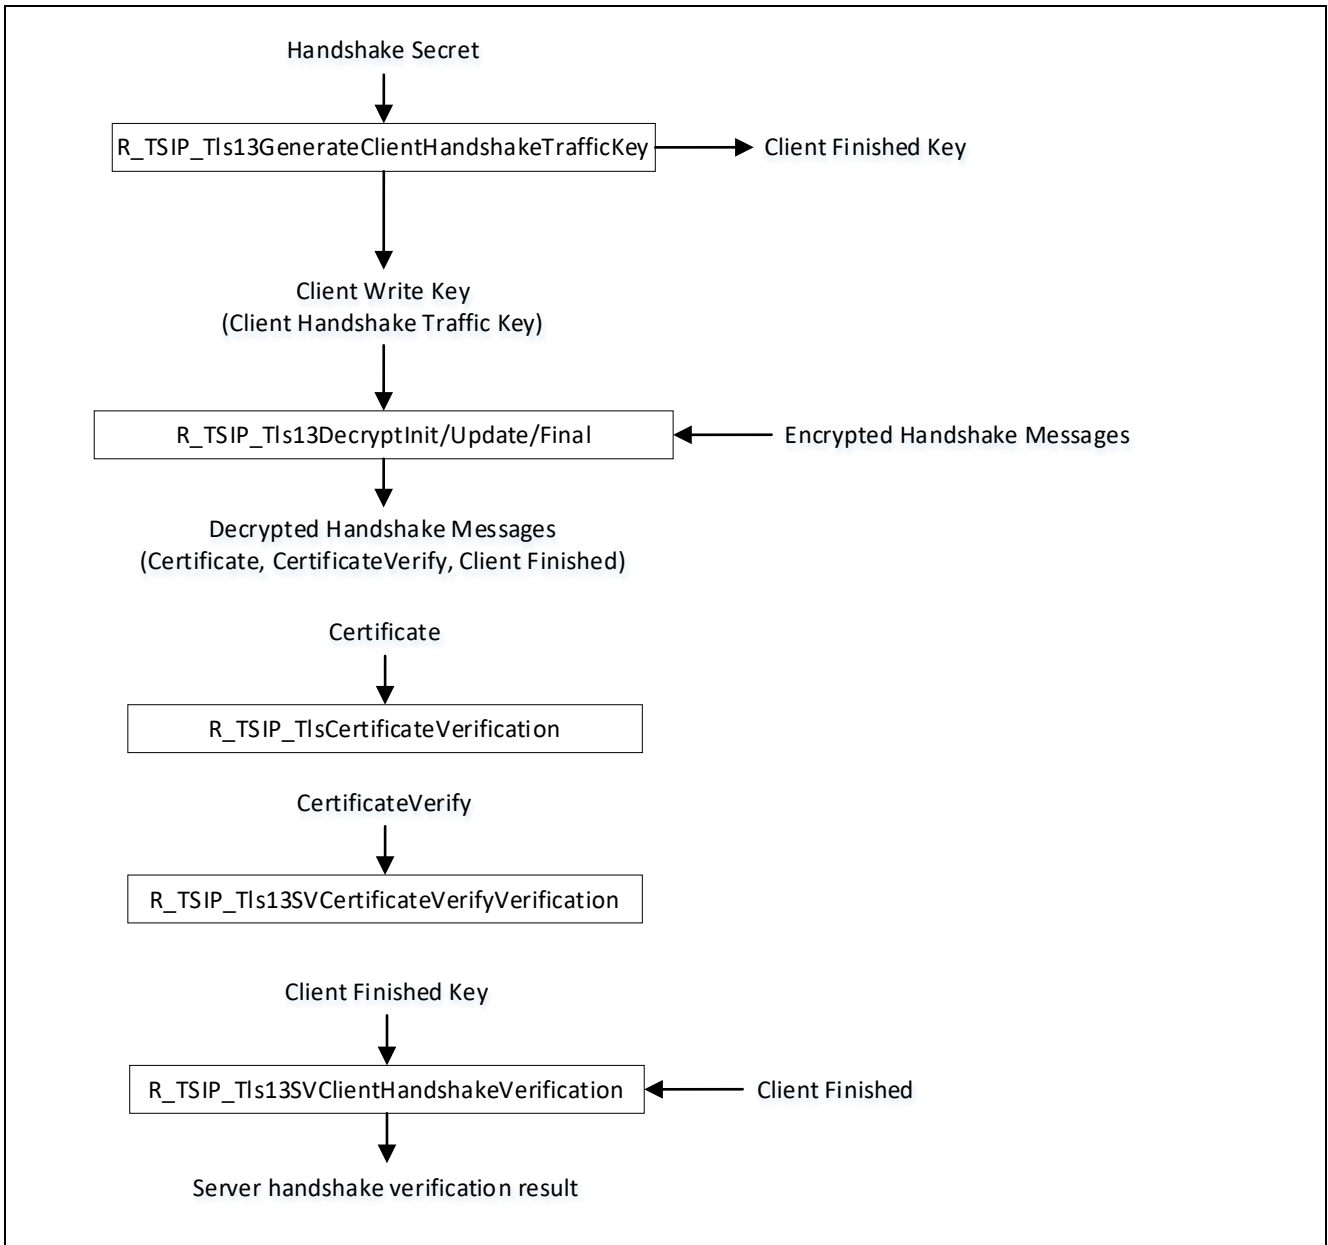 Handshake Secret
R_TSIP_Tls13GenerateClientHandshakeTrafficKey
Client Finished Key
Client Write Key
(Client Handshake Traffic Key)
R_TSIP_Tls13DecryptInit/Update/Final
Encrypted Handshake Messages
Decrypted Handshake Messages
(Certificate, CertificateVerify, Client Finished)
Certificate
R_TSIP_TlsCertificateVerification
CertificateVerify
R_TSIP_Tls13SVCertificateVerifyVerification
Client Finished Key
R_TSIP_Tls13SVClientHandshakeVerification
Client Finished
Server handshake verification result